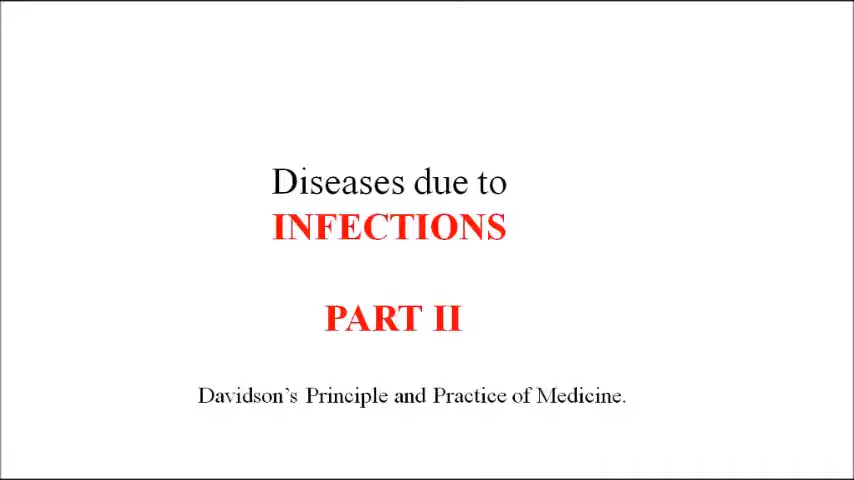 Diseases due to
INFECTIONS
PART II
Davidson’s Principle and Practice of Medicine.